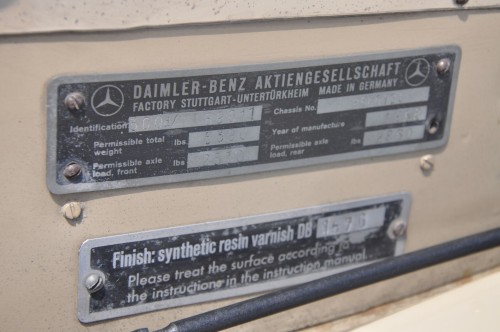 DAIMLER-BENZ AKTIENGESELLSCHAFT
FACTORY STUTTGART-UNTERTÜRKHEIM MADE IN GERMANY
Identification Chassis No.
Permissible total weight lbs Year of manufacture
Permissible axle load, front lbs Permissible axle load, rear lbs
Finish: synthetic resin varnish DB
Please treat the surface according to
the instructions in the instruction manual.